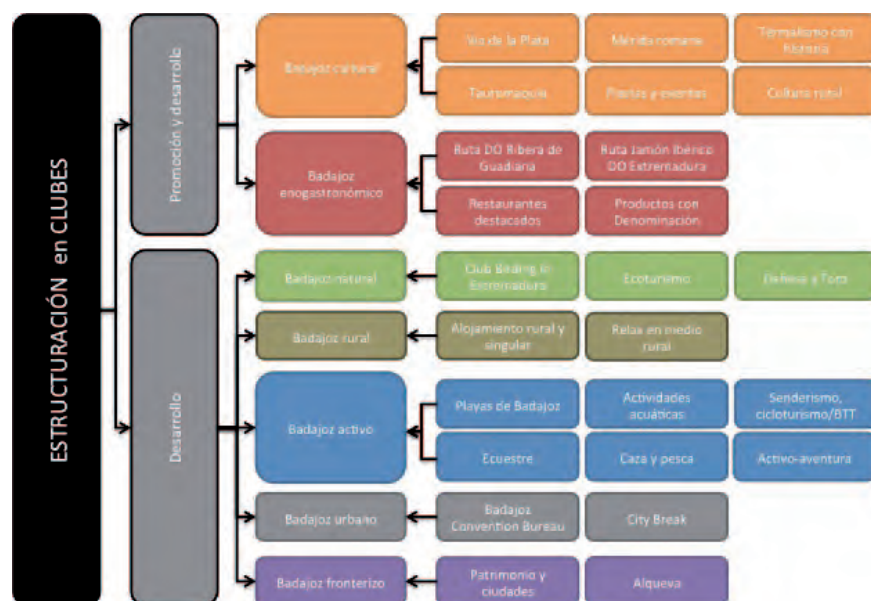 ESTRUCTURACIÓN en CLUBES
Promoción y desarrollo
Badajoz cultural
Vía de la Plata
Mérida romana
Termalismo con
historia
Tauromaquia
Fiestas y eventos
Cultura rural
Badajoz
enogastronómico
Ruta DO Ribera de
Guadiana
Ruta Jamón Ibérico
DO Extremadura
Restaurantes
destacados
Productos con
Denominación
Desarrollo
Badajoz natural
Club Birding in
Extremadura
Ecoturismo
Dehesa y
Badajoz rural
Alojamiento rural y
singular
Relax en medio
rural
Badajoz activo
Playas de Badajoz
Actividades
acuáticas
Senderismo,
cicloturismo/BTT
Ecuestre
Caza y pesca
Activo-aventura
Badajoz urbano
Badajoz
Convention Bureau
City Break
Badajoz fronterizo
Patrimonio y
ciudades
Alqueva